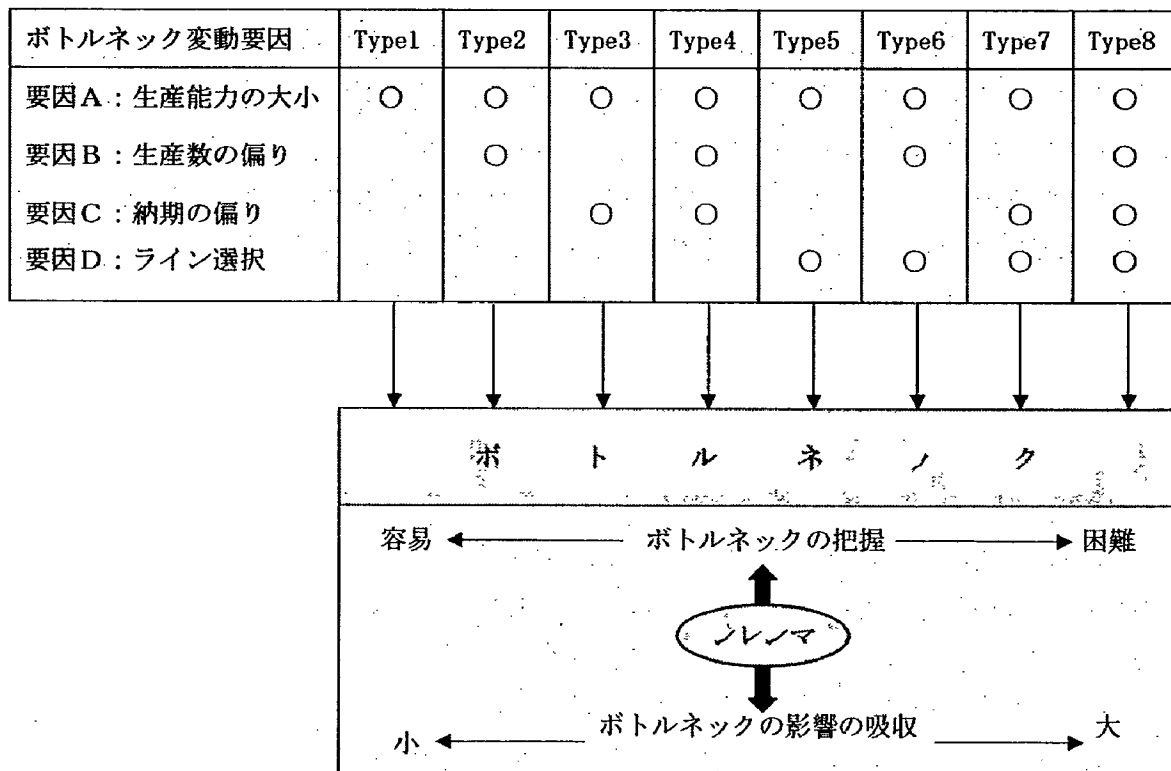 ボトルネック変動要因 Type1 Type2 Type3 Type4 Type5 Type6 Type7 Type8
要因A：生産能力の大小 ○ ○ ○ ○ ○ ○ ○ ○
要因B：生産数の偏り ○ ○ ○ ○
要因C：納期の偏り ○ ○ ○ ○
要因D：ライン選択 ○ ○ ○ ○
ボトルネック
容易 ボトルネックの把握 困難
ボトルネックの影響の吸収
小 大